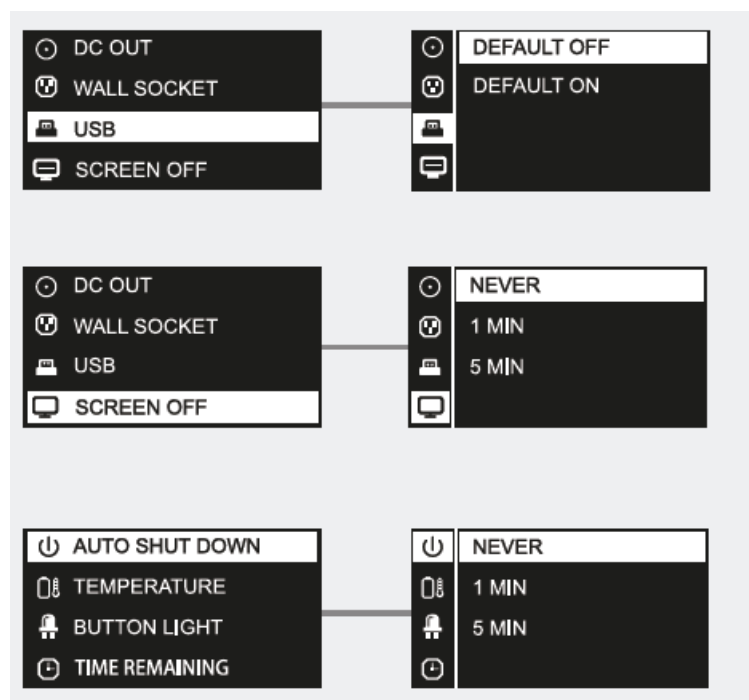 DC OUT
WALL SOCKET
USB
SCREEN OFF
DEFAULT OFF
DEFAULT ON
DC OUT
WALL SOCKET
USB
SCREEN OFF
NEVER
1 MIN
5 MIN
AUTO SHUT DOWN
TEMPERATURE
BUTTON LIGHT
TIME REMAINING
NEVER
1 MIN
5 MIN